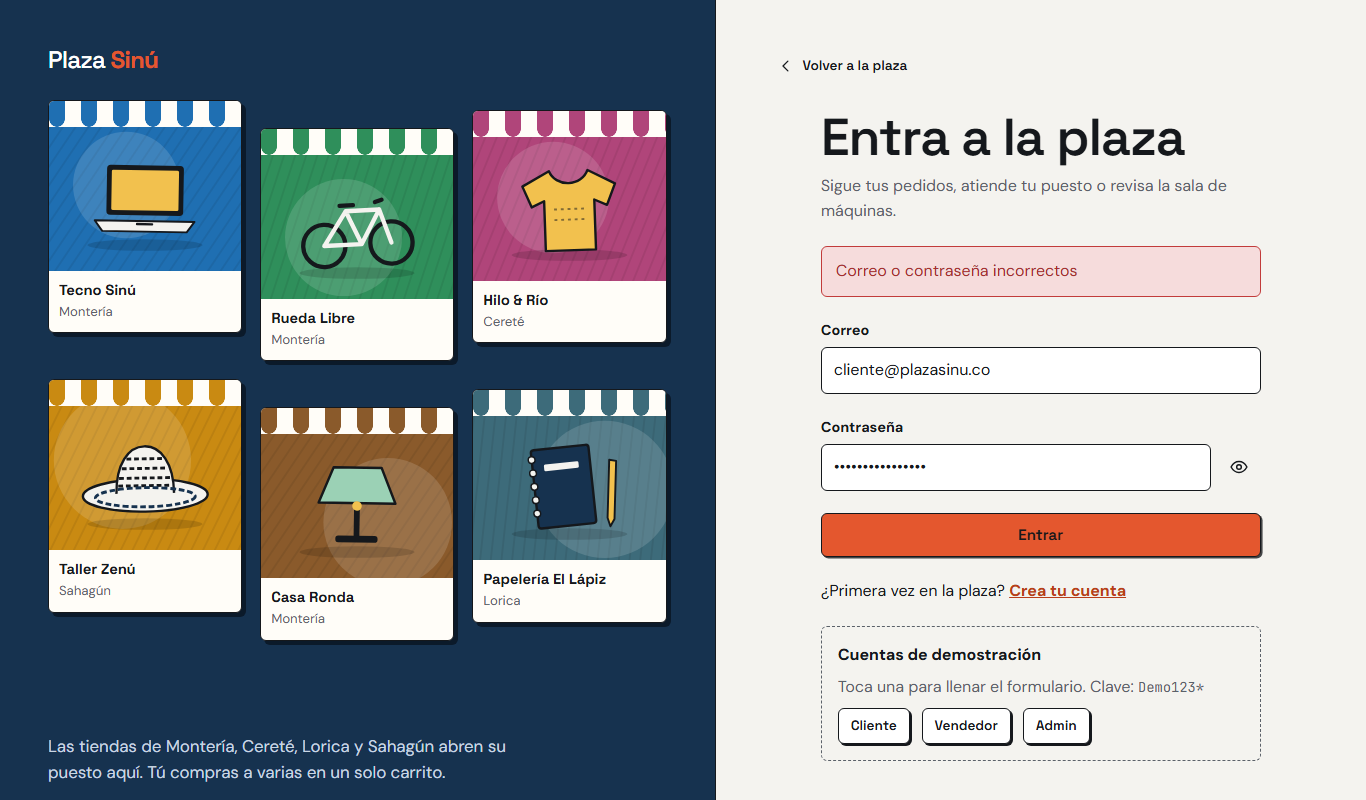 Plaza Sinú
Tecno Sinú
Montería
Rueda Libre
Montería
Hilo & Río
Cereté
Taller Zenú
Sahagún
Casa Ronda
Montería
Papelería El Lápiz
Lorica
Las tiendas de Montería, Cereté, Lorica y Sahagún abren su
puesto aquí. Tú compras a varias en un solo carrito.
Volver a la plaza
Entra a la plaza
Sigue tus pedidos, atiende tu puesto o revisa la sala de
máquinas.
Correo o contraseña incorrectos
Correo
cliente@plazasinu.co
Contraseña
••••••••••••••••
Entrar
¿Primera vez en la plaza? Crea tu cuenta
Cuentas de demostración
Toca una para llenar el formulario. Clave: Demo123*
Cliente
Vendedor
Admin